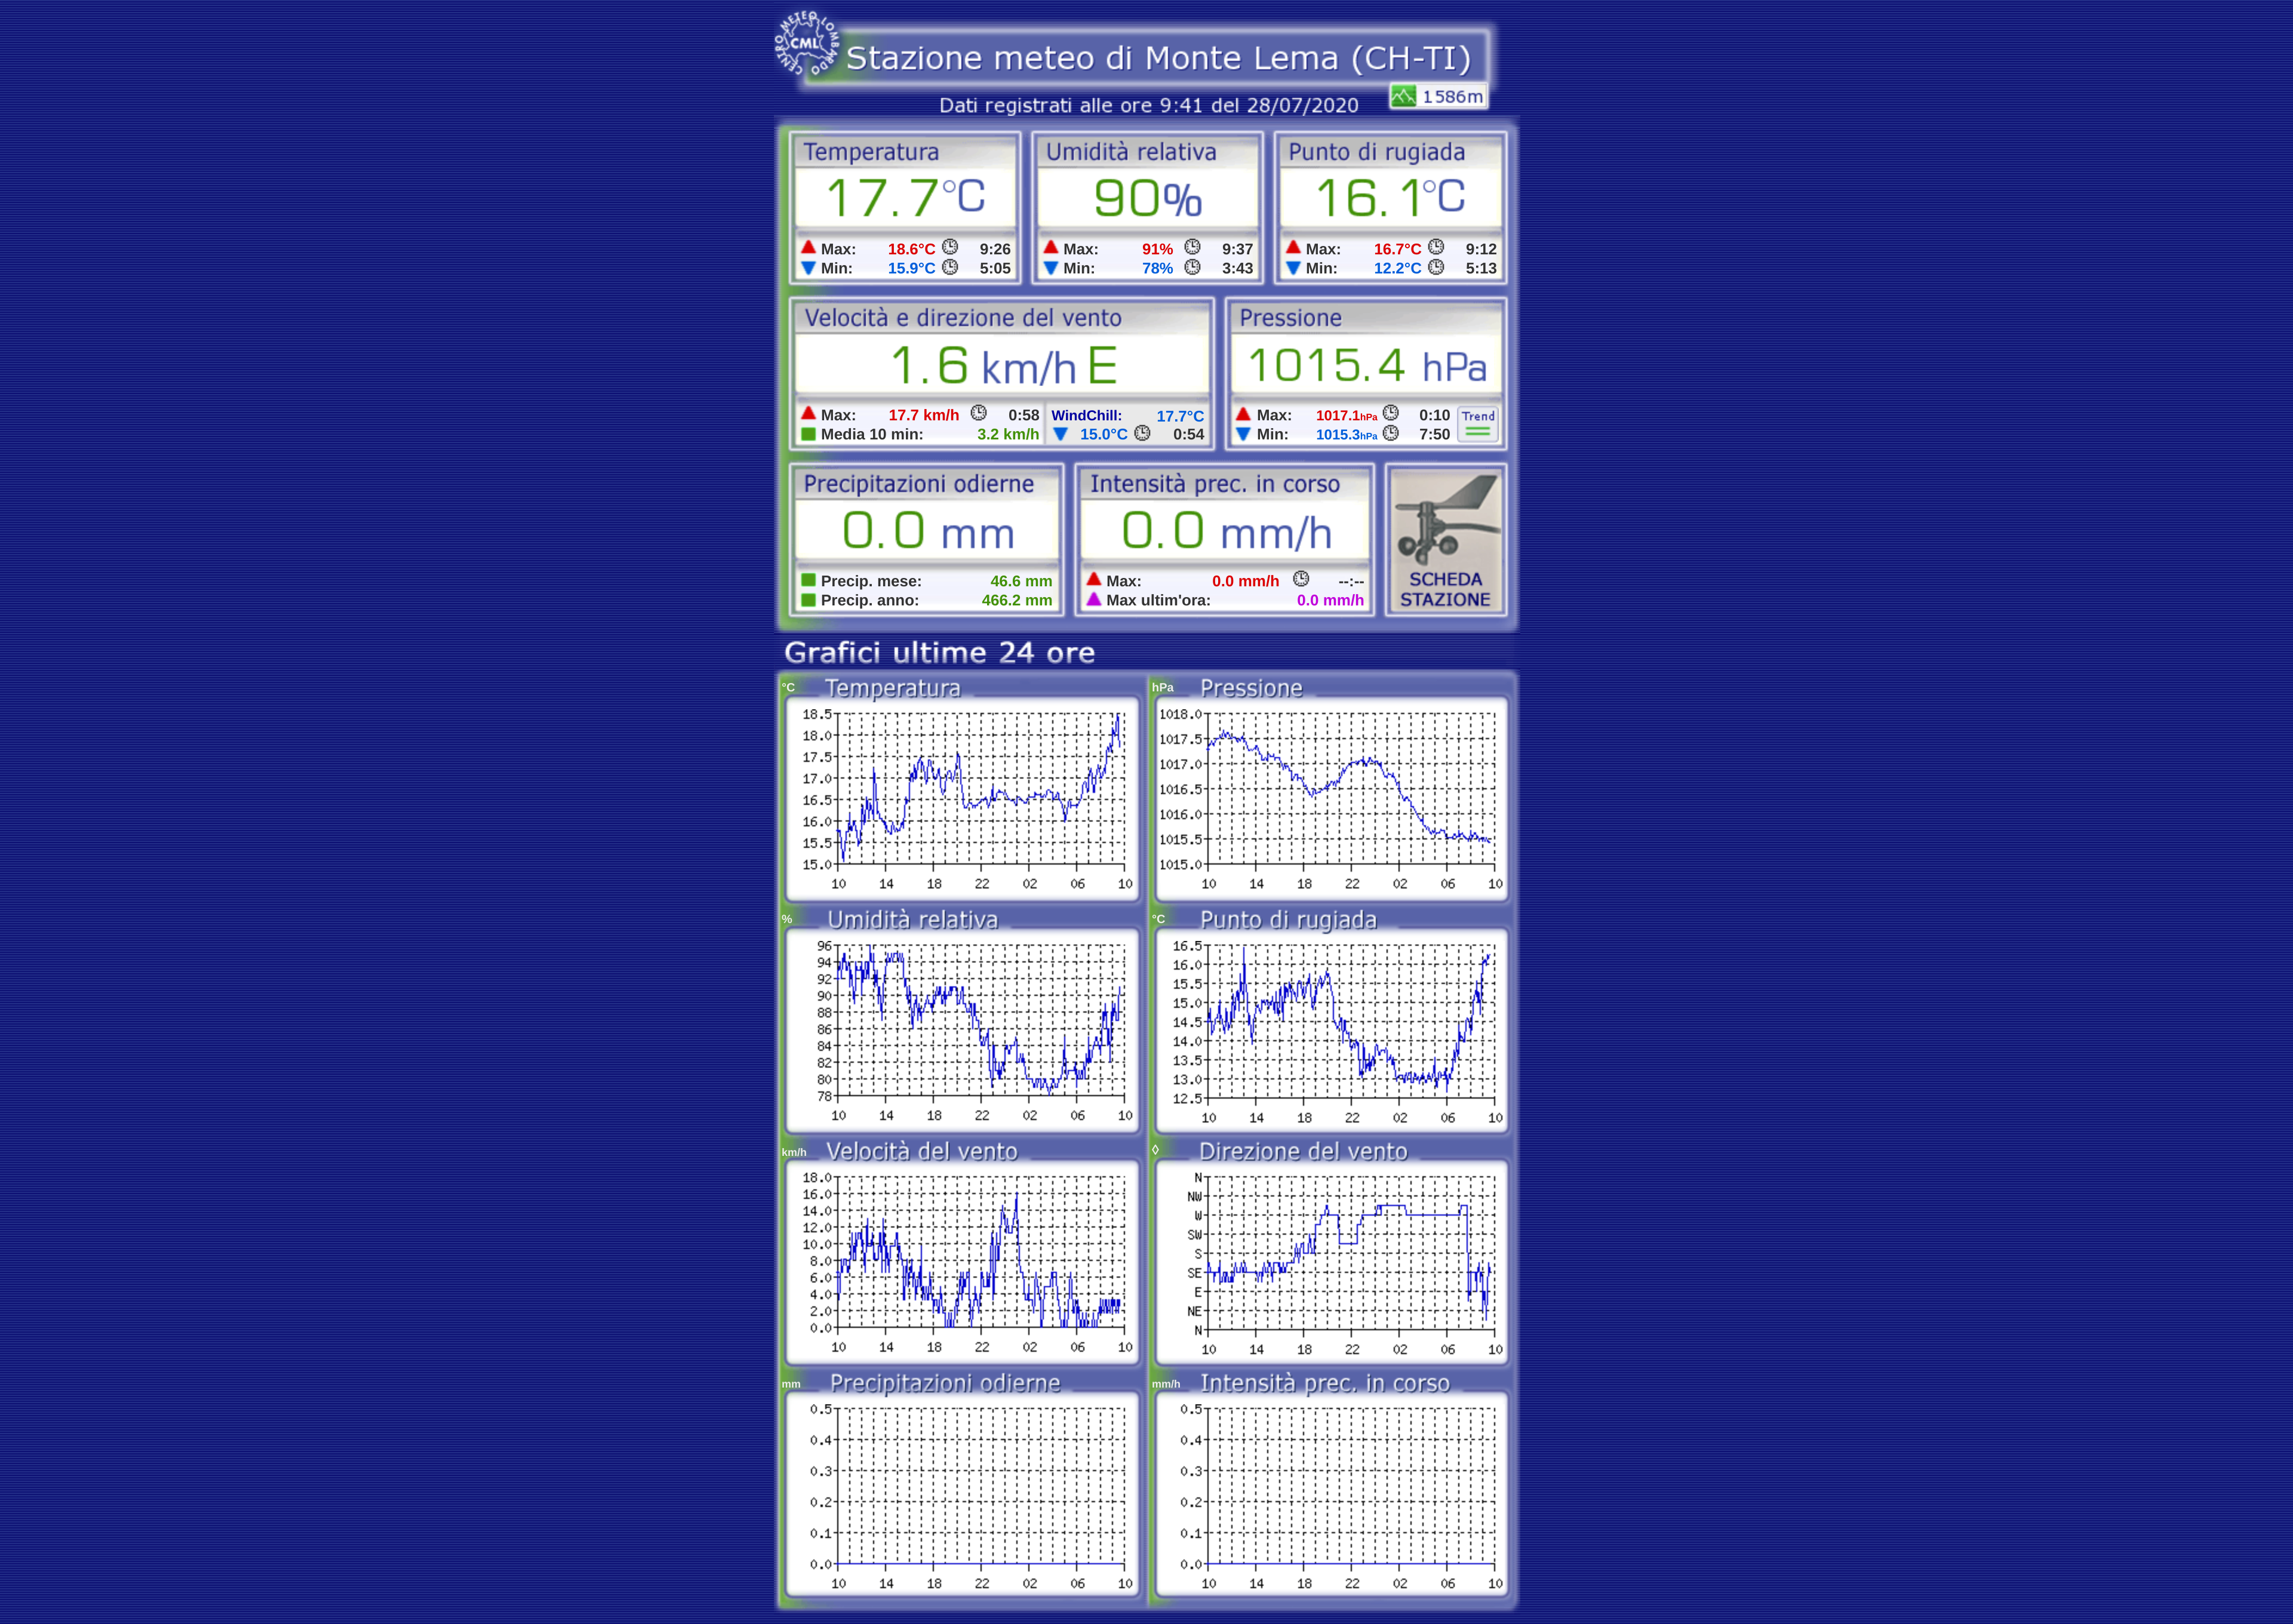 CENTRO METEO LOMBARDO
CML
Stazione meteo di Monte Lema (CH-TI)
1586m
Dati registrati alle ore 9:41 del 28/07/2020
Temperatura
17.7°C
Max: 18.6°C 9:26
Min: 15.9°C 5:05
Umidità relativa
90%
Max: 91% 9:37
Min: 78% 3:43
Punto di rugiada
16.1°C
Max: 16.7°C 9:12
Min: 12.2°C 5:13
Velocità e direzione del vento
1.6 km/h E
Max: 17.7 km/h 0:58
Media 10 min: 3.2 km/h
WindChill: 17.7°C
15.0°C 0:54
Pressione
1015.4 hPa
Max: 1017.1hPa 0:10
Min: 1015.3hPa 7:50
Trend
Precipitazioni odierne
0.0 mm
Precip. mese: 46.6 mm
Precip. anno: 466.2 mm
Intensità prec. in corso
0.0 mm/h
Max: 0.0 mm/h --:--
Max ultim'ora: 0.0 mm/h
SCHEDA
STAZIONE
Grafici ultime 24 ore
°C Temperatura
18.5
18.0
17.5
17.0
16.5
16.0
15.5
15.0
10 14 18 22 02 06 10
hPa Pressione
1018.0
1017.5
1017.0
1016.5
1016.0
1015.5
1015.0
10 14 18 22 02 06 10
% Umidità relativa
96
94
92
90
88
86
84
82
80
78
10 14 18 22 02 06 10
°C Punto di rugiada
16.5
16.0
15.5
15.0
14.5
14.0
13.5
13.0
12.5
10 14 18 22 02 06 10
km/h Velocità del vento
18.0
16.0
14.0
12.0
10.0
8.0
6.0
4.0
2.0
0.0
10 14 18 22 02 06 10
◊ Direzione del vento
N
NW
W
SW
S
SE
E
NE
N
10 14 18 22 02 06 10
mm Precipitazioni odierne
0.5
0.4
0.3
0.2
0.1
0.0
10 14 18 22 02 06 10
mm/h Intensità prec. in corso
0.5
0.4
0.3
0.2
0.1
0.0
10 14 18 22 02 06 10